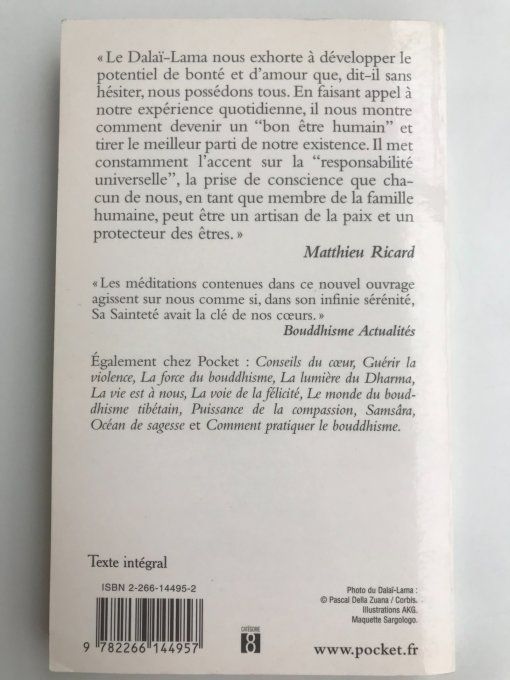 « Le Dalaï-Lama nous exhorte à développer le
potentiel de bonté et d'amour que, dit-il sans
hésiter, nous possédons tous. En faisant appel à
notre expérience quotidienne, il nous montre
comment devenir un “bon être humain” et
tirer le meilleur parti de notre existence. Il met
constamment l'accent sur la “responsabilité
universelle”, la prise de conscience que cha-
cun de nous, en tant que membre de la famille
humaine, peut être un artisan de la paix et un
protecteur des êtres. »
Matthieu Ricard
« Les méditations contenues dans ce nouvel ouvrage
agissent sur nous comme si, dans son infinie sérénité,
Sa Sainteté avait la clé de nos cœurs. »
Bouddhisme Actualités
Également chez Pocket : Conseils du cœur, Guérir la
violence, La force du bouddhisme, La lumière du Dharma,
La vie est à nous, La voie de la félicité, Le monde du boud-
dhisme tibétain, Puissance de la compassion, Samsâra,
Océan de sagesse et Comment pratiquer le bouddhisme.
Texte intégral
ISBN 2-266-14495-2
9 782266 144957
CATÉGORIE
8
Photo du Dalaï-Lama :
© Pascal Della Zuana / Corbis.
Illustrations AKG.
Maquette Sargologo.
www.pocket.fr